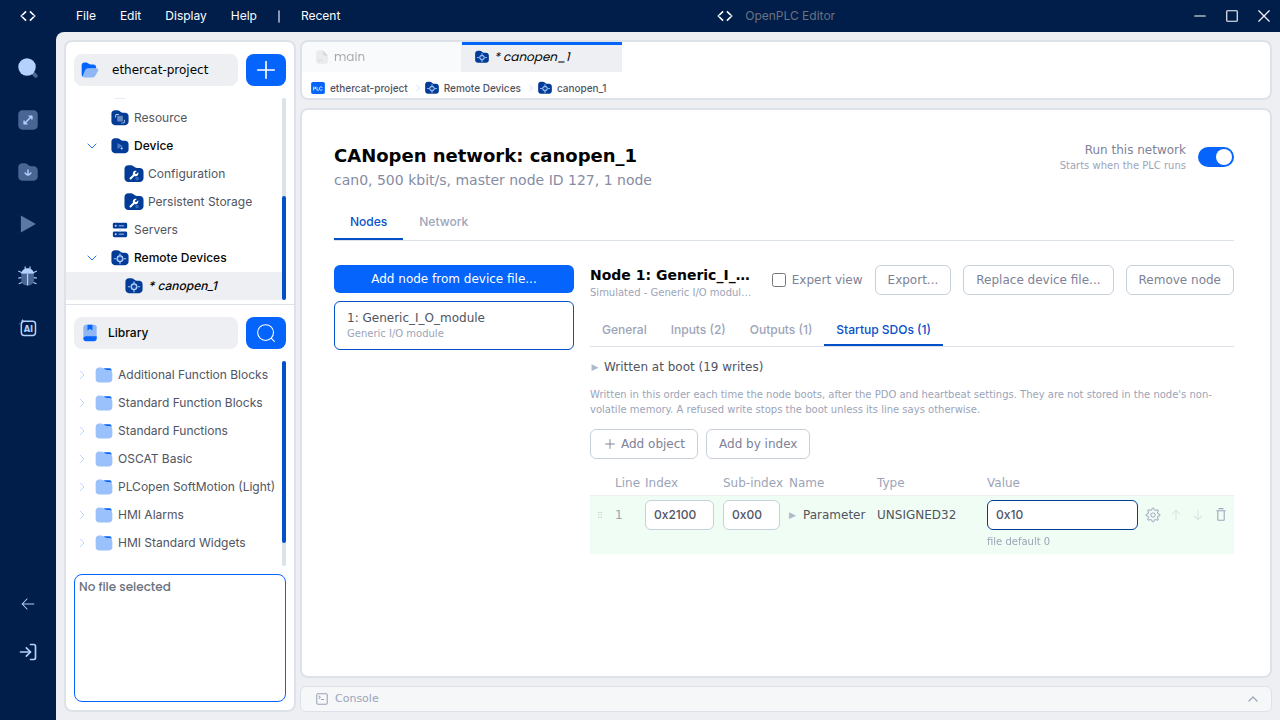 File Edit Display Help | Recent
OpenPLC Editor
ethercat-project
Resource
Device
Configuration
Persistent Storage
Servers
Remote Devices
* canopen_1
Library
Additional Function Blocks
Standard Function Blocks
Standard Functions
OSCAT Basic
PLCopen SoftMotion (Light)
HMI Alarms
HMI Standard Widgets
No file selected
AI
main
* canopen_1
PLC ethercat-project
Remote Devices
canopen_1
CANopen network: canopen_1
can0, 500 kbit/s, master node ID 127, 1 node
Run this network
Starts when the PLC runs
Nodes Network
Add node from device file...
1: Generic_I_O_module
Generic I/O module
Node 1: Generic_I_...
Simulated - Generic I/O modul...
Expert view
Export...
Replace device file...
Remove node
General Inputs (2) Outputs (1) Startup SDOs (1)
Written at boot (19 writes)
Written in this order each time the node boots, after the PDO and heartbeat settings. They are not stored in the node's non-
volatile memory. A refused write stops the boot unless its line says otherwise.
+ Add object
Add by index
Line Index Sub-index Name Type Value
1 0x2100 0x00 Parameter UNSIGNED32 0x10
file default 0
Console